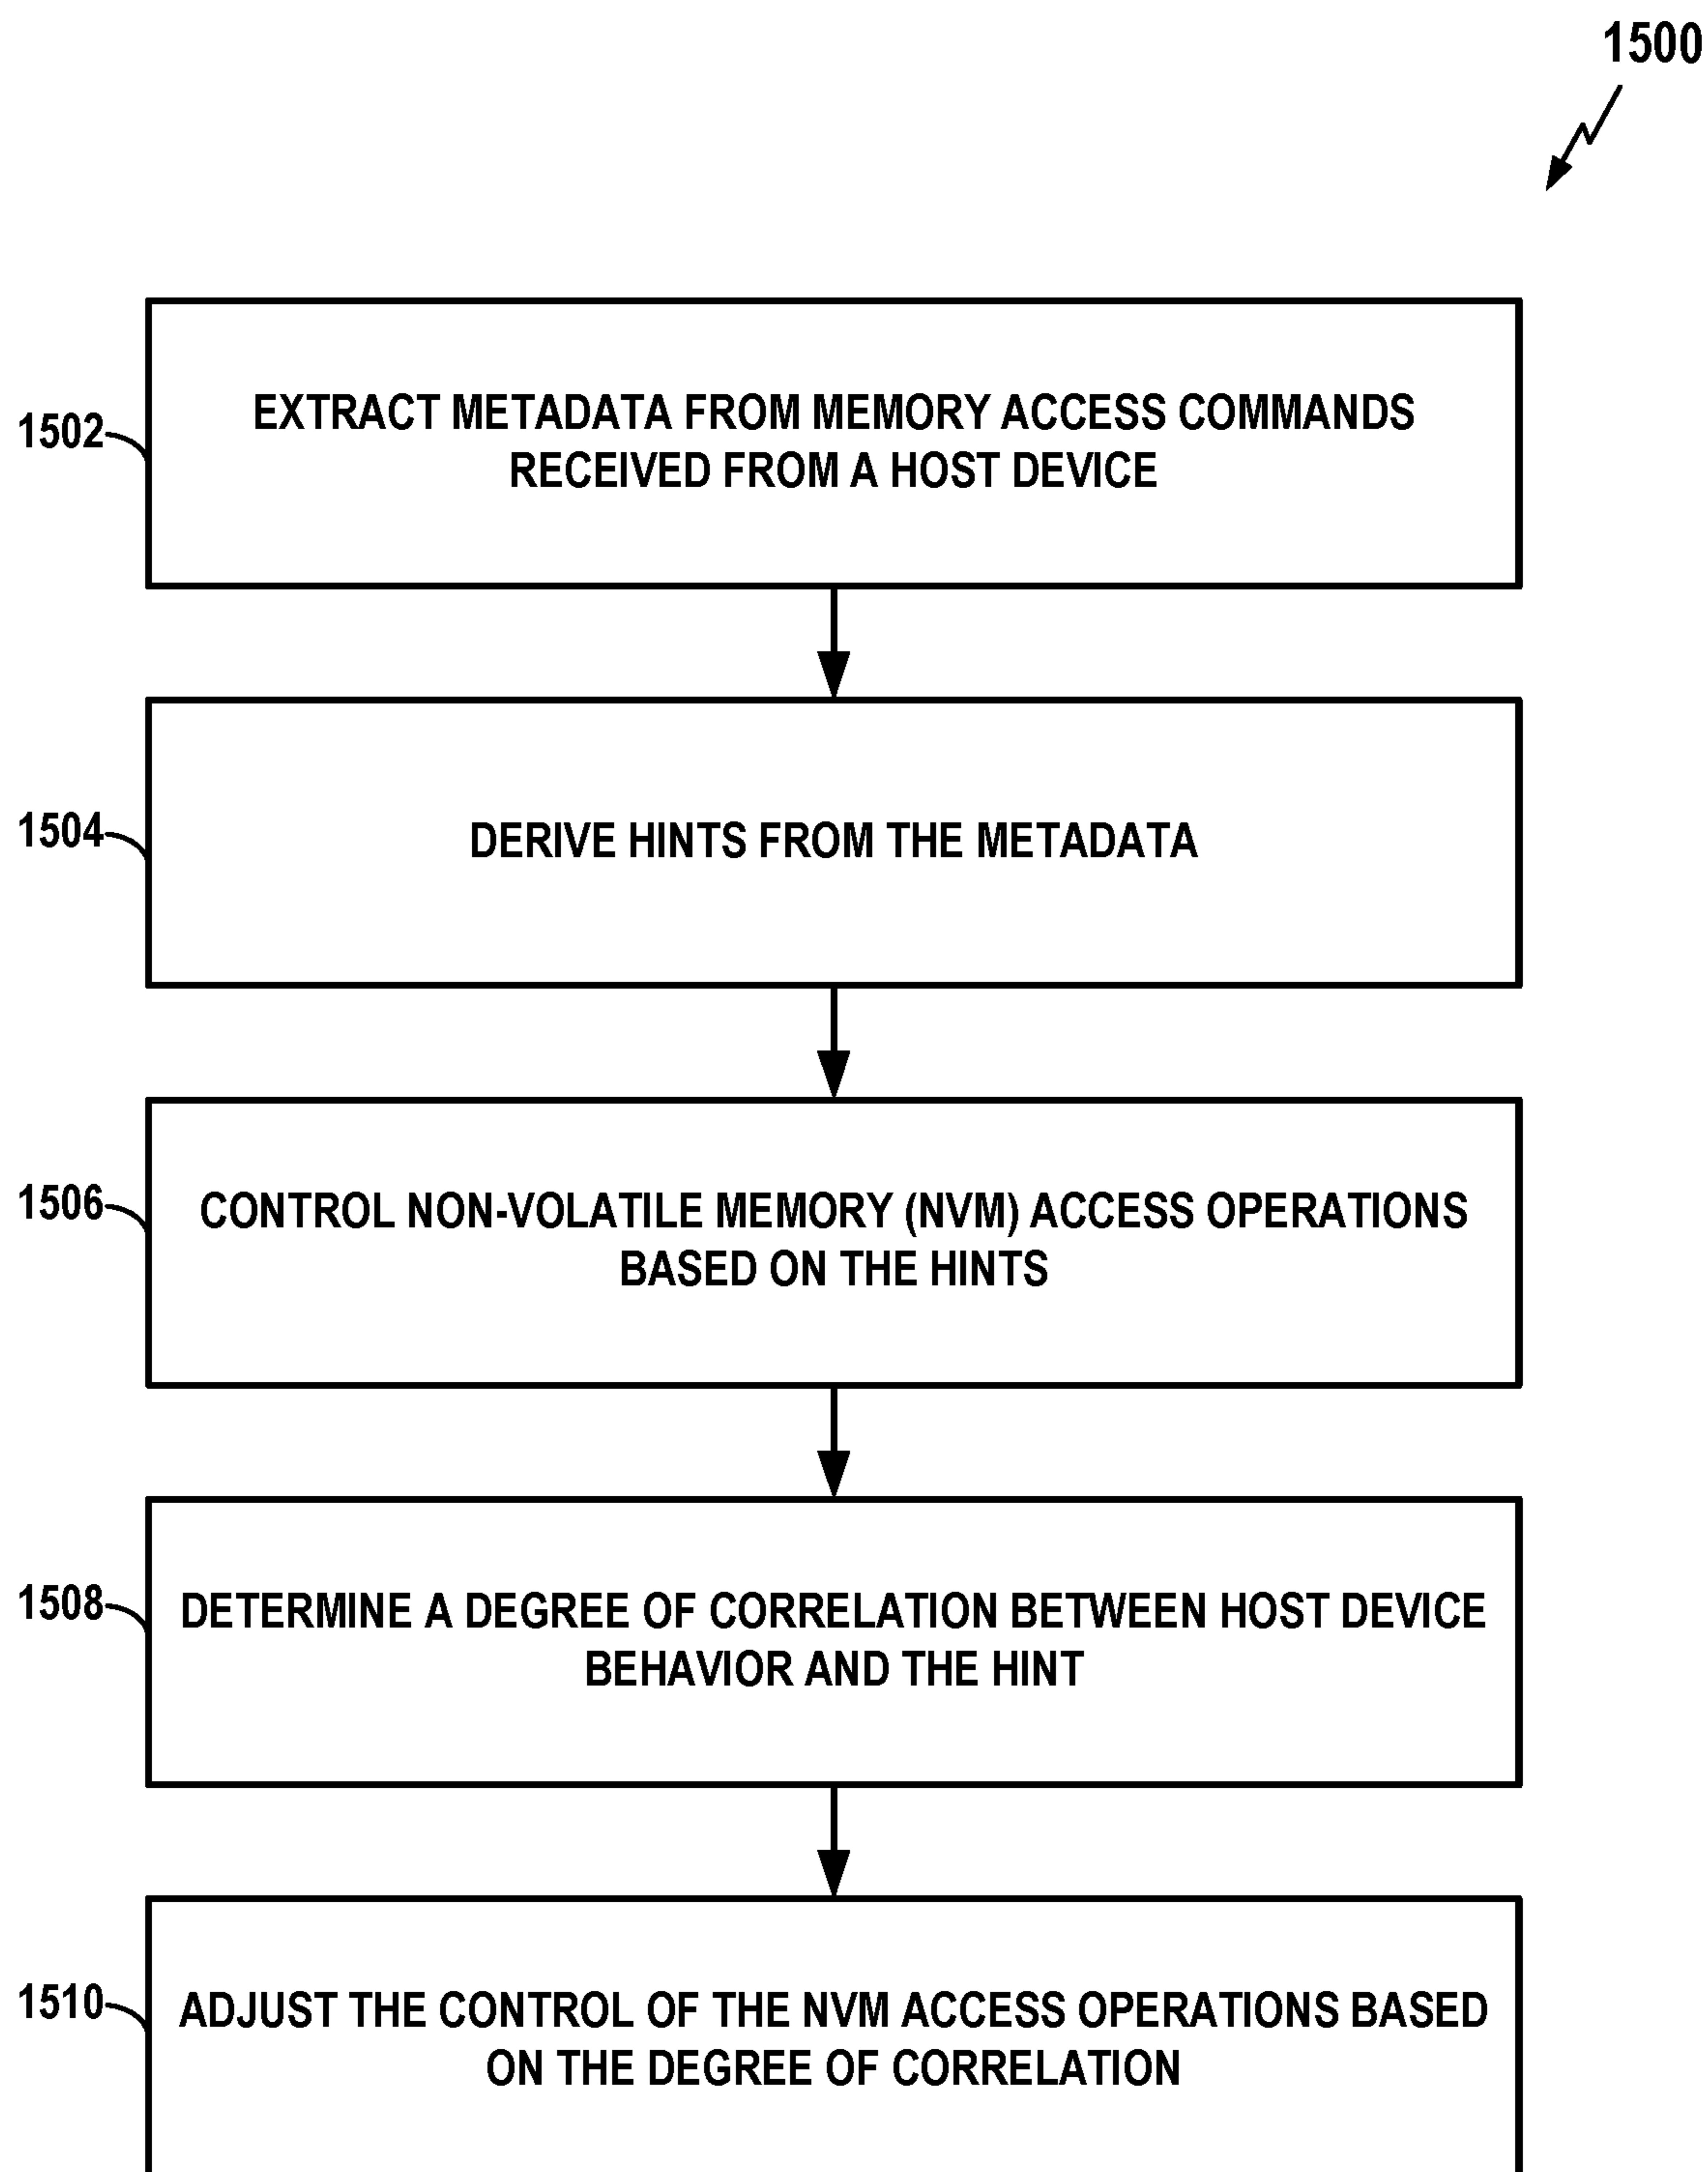 1500
1502
EXTRACT METADATA FROM MEMORY ACCESS COMMANDS
RECEIVED FROM A HOST DEVICE
1504
DERIVE HINTS FROM THE METADATA
1506
CONTROL NON-VOLATILE MEMORY (NVM) ACCESS OPERATIONS
BASED ON THE HINTS
1508
DETERMINE A DEGREE OF CORRELATION BETWEEN HOST DEVICE
BEHAVIOR AND THE HINT
1510
ADJUST THE CONTROL OF THE NVM ACCESS OPERATIONS BASED
ON THE DEGREE OF CORRELATION